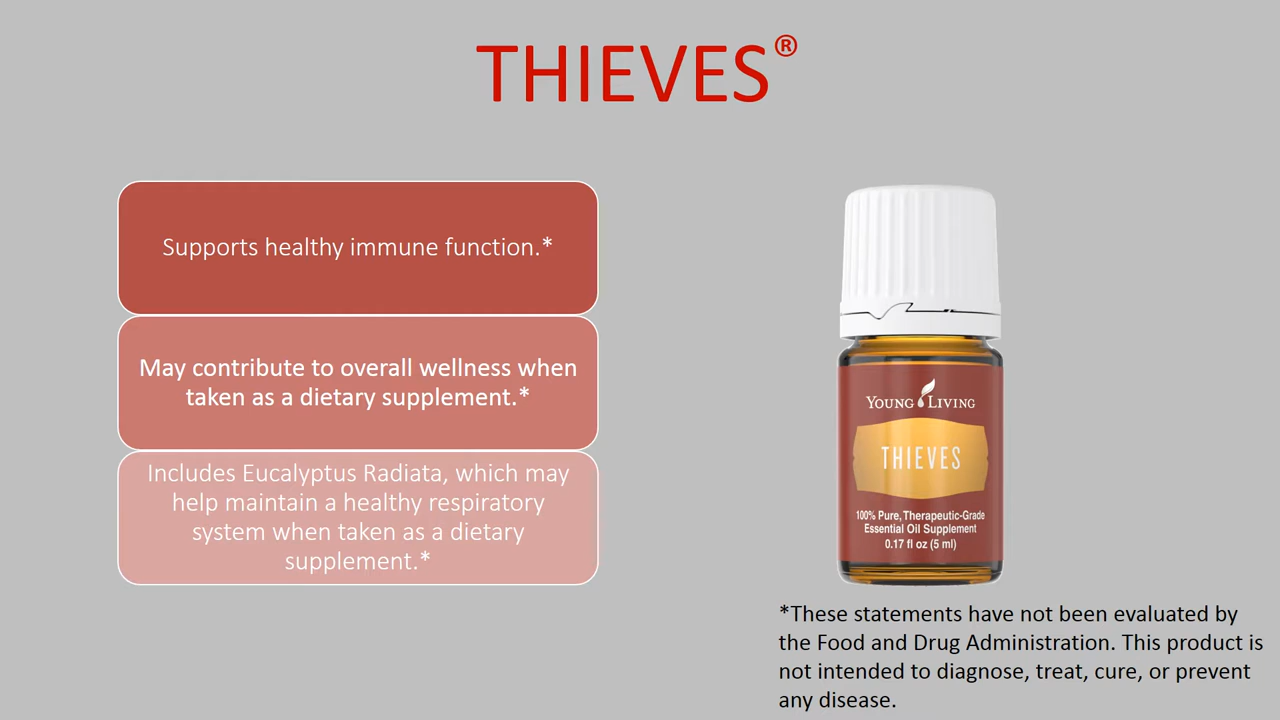 THIEVES®
Supports healthy immune function.*
May contribute to overall wellness when
taken as a dietary supplement.*
Includes Eucalyptus Radiata, which may
help maintain a healthy respiratory
system when taken as a dietary
supplement.*
YOUNG LIVING
THIEVES
100% Pure, Therapeutic-Grade
Essential Oil Supplement
0.17 fl oz (5 ml)
*These statements have not been evaluated by
the Food and Drug Administration. This product is
not intended to diagnose, treat, cure, or prevent
any disease.